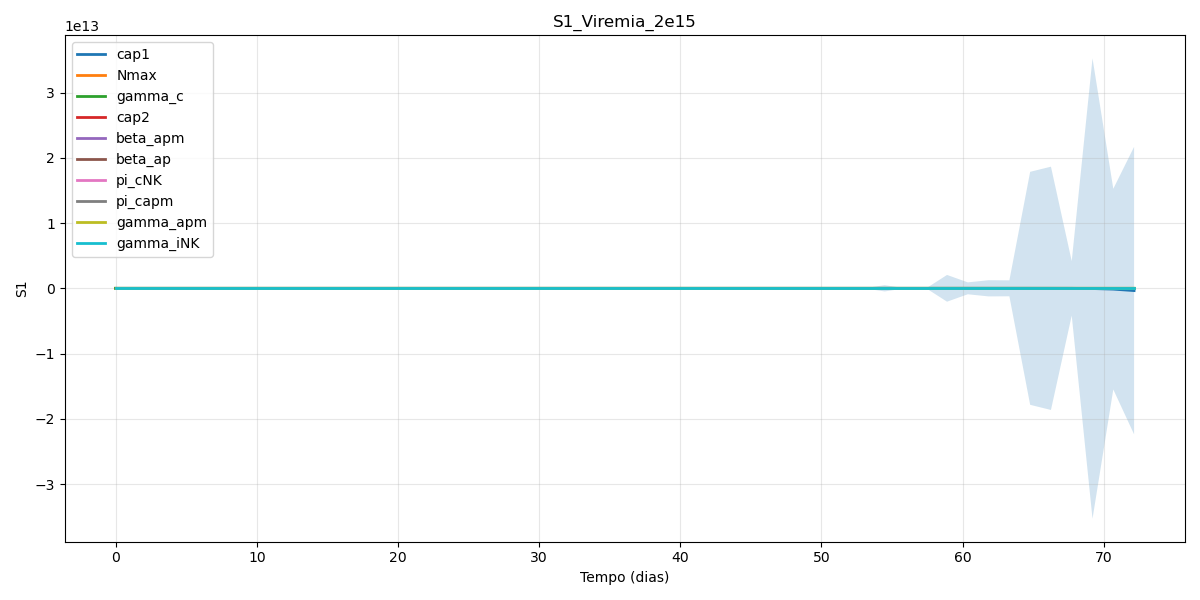 S1_Viremia_2e15
1e13
cap1
Nmax
gamma_c
cap2
beta_apm
beta_ap
pi_cNK
pi_capm
gamma_apm
gamma_iNK
S1
3
2
1
0
−1
−2
−3
0 10 20 30 40 50 60 70
Tempo (dias)